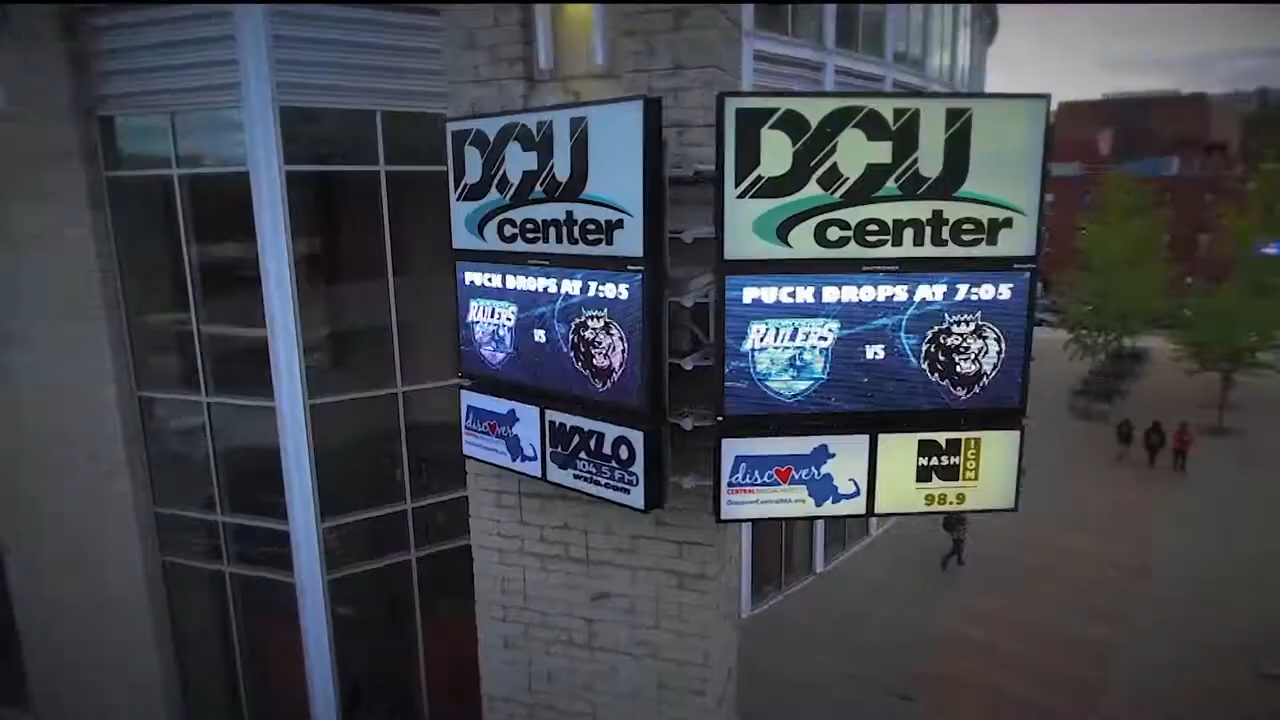 DCU
center
PUCK DROPS AT 7:05
RAILERS
VS
discover
WXLO
104.5 FM
wxlo.com
DCU
center
PUCK DROPS AT 7:05
RAILERS
VS
discover
CENTRAL MASSACHUSETTS
DiscoverCentralMA.org
NASH
ICON
98.9